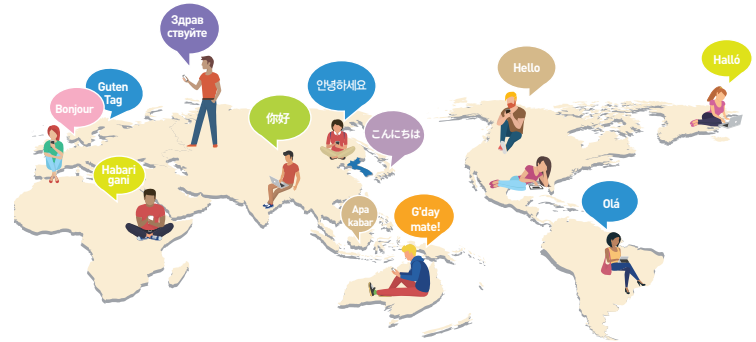 Здрав
ствуйте
Guten
Tag
Bonjour
Habari
gani
你好
안녕하세요
こんにちは
Apa
kabar
G'day
mate!
Hello
Olá
Halló